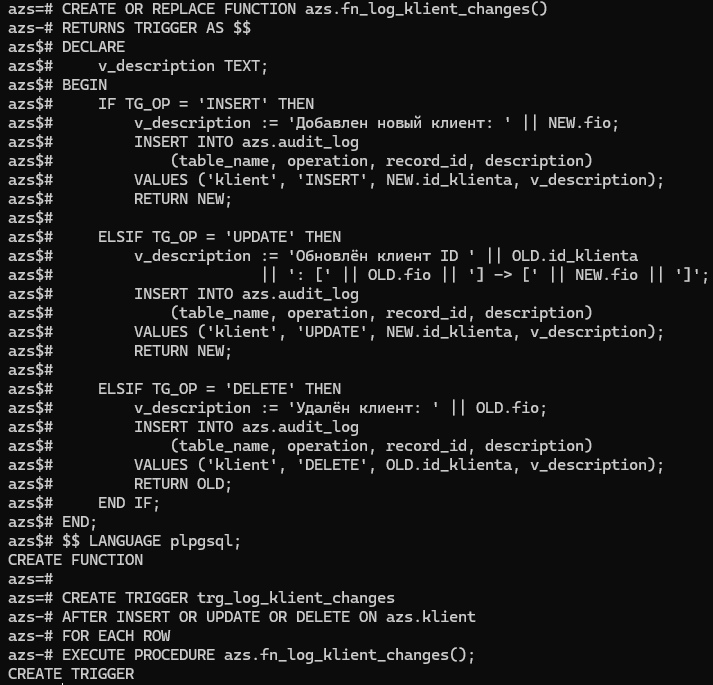 azs=# CREATE OR REPLACE FUNCTION azs.fn_log_klient_changes()
azs-# RETURNS TRIGGER AS $$
azs$# DECLARE
azs$#     v_description TEXT;
azs$# BEGIN
azs$#     IF TG_OP = 'INSERT' THEN
azs$#         v_description := 'Добавлен новый клиент: ' || NEW.fio;
azs$#         INSERT INTO azs.audit_log
azs$#             (table_name, operation, record_id, description)
azs$#         VALUES ('klient', 'INSERT', NEW.id_klienta, v_description);
azs$#         RETURN NEW;
azs$#
azs$#     ELSIF TG_OP = 'UPDATE' THEN
azs$#         v_description := 'Обновлён клиент ID ' || OLD.id_klienta
azs$#                       || ': [' || OLD.fio || '] -> [' || NEW.fio || ']';
azs$#         INSERT INTO azs.audit_log
azs$#             (table_name, operation, record_id, description)
azs$#         VALUES ('klient', 'UPDATE', NEW.id_klienta, v_description);
azs$#         RETURN NEW;
azs$#
azs$#     ELSIF TG_OP = 'DELETE' THEN
azs$#         v_description := 'Удалён клиент: ' || OLD.fio;
azs$#         INSERT INTO azs.audit_log
azs$#             (table_name, operation, record_id, description)
azs$#         VALUES ('klient', 'DELETE', OLD.id_klienta, v_description);
azs$#         RETURN OLD;
azs$#     END IF;
azs$# END;
azs$# $$ LANGUAGE plpgsql;
CREATE FUNCTION
azs=#
azs=# CREATE TRIGGER trg_log_klient_changes
azs-# AFTER INSERT OR UPDATE OR DELETE ON azs.klient
azs-# FOR EACH ROW
azs-# EXECUTE PROCEDURE azs.fn_log_klient_changes();
CREATE TRIGGER